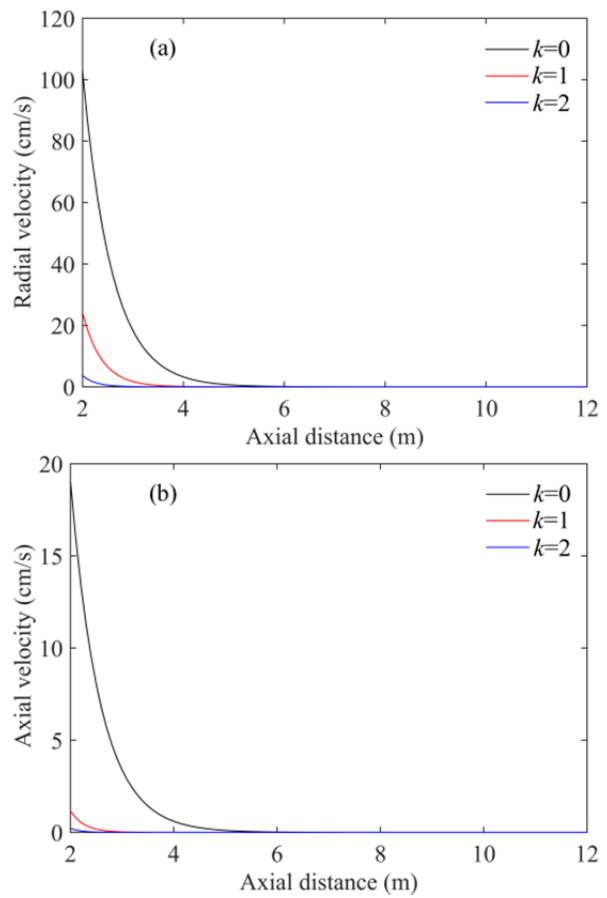 120
(a)
k=0
k=1
k=2
100
80
60
40
20
0
Radial velocity (cm/s)
2 4 6 8 10 12
Axial distance (m)
20
(b)
k=0
k=1
k=2
15
10
5
0
Axial velocity (cm/s)
2 4 6 8 10 12
Axial distance (m)